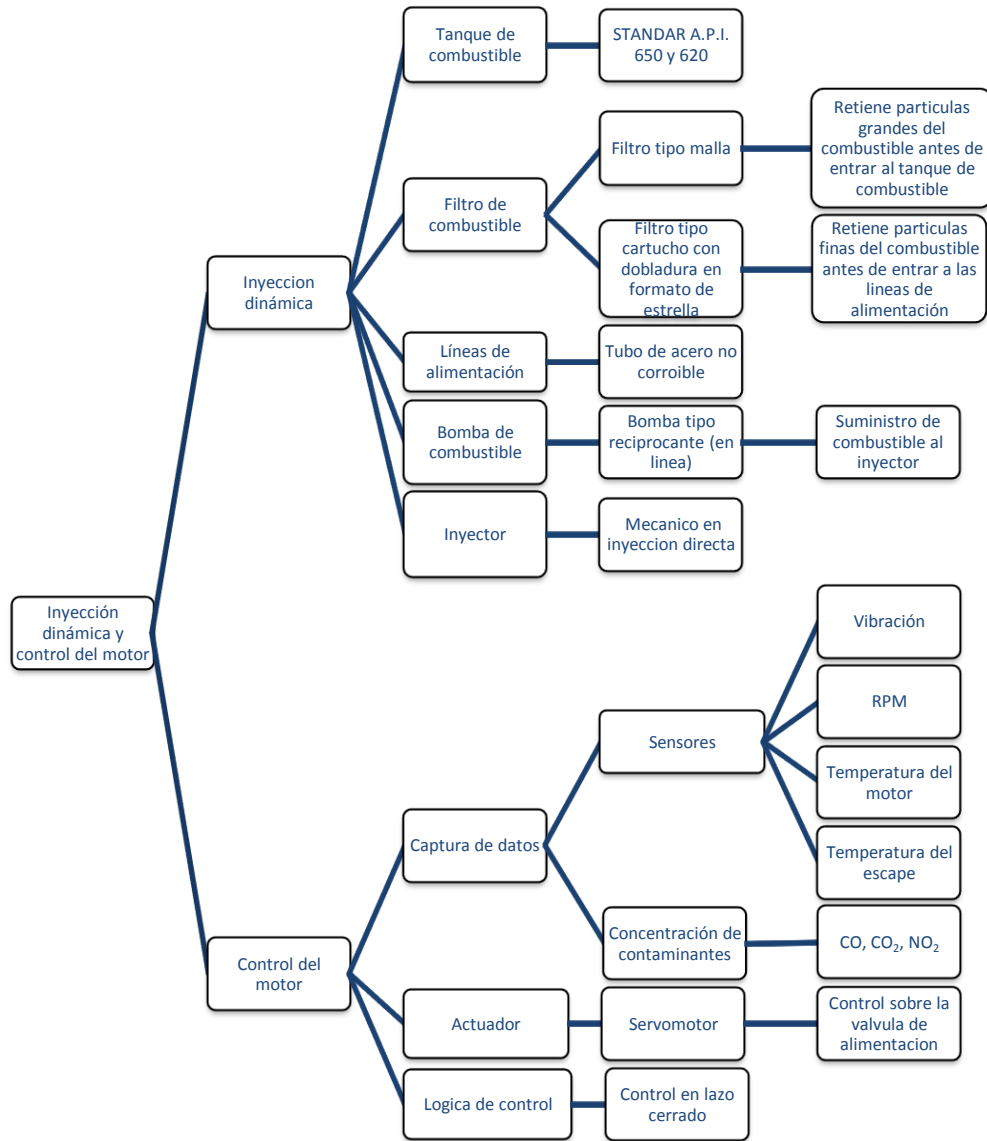 Tanque de
combustible
STANDAR A.P.I.
650 y 620
Filtro tipo malla
Retiene particulas
grandes del
combustible antes de
entrar al tanque de
combustible
Filtro de
combustible
Filtro tipo
cartucho con
dobladura en
formato de
estrella
Retiene particulas
finas del combustible
antes de entrar a las
lineas de
alimentación
Inyeccion
dinámica
Líneas de
alimentación
Tubo de acero no
corroible
Bomba de
combustible
Bomba tipo
reciprocante (en
linea)
Suministro de
combustible al
inyector
Inyector
Mecanico en
inyeccion directa
Inyección
dinámica y
control del motor
Vibración
RPM
Sensores
Temperatura del
motor
Temperatura del
escape
Captura de datos
Concentración de
contaminantes
CO, CO₂, NO₂
Control del
motor
Actuador
Servomotor
Control sobre la
valvula de
alimentacion
Logica de control
Control en lazo
cerrado